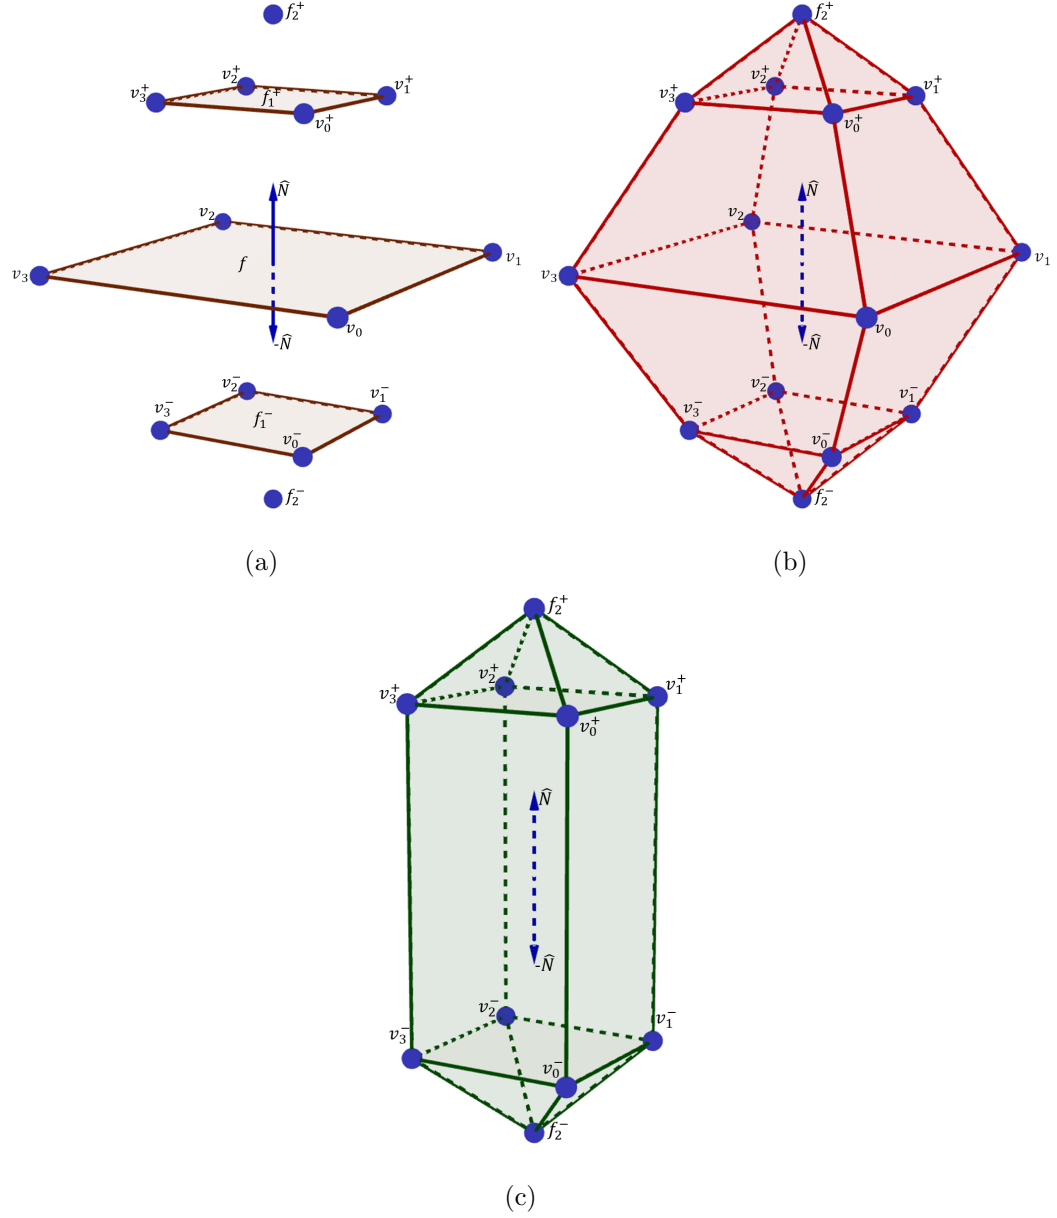 f₂⁺ f₂⁺
v₂⁺ v₁⁺ v₂⁺ v₁⁺
v₃⁺ f₁⁺ v₃⁺
v₀⁺ v₀⁺
N̂ N̂
v₂ v₂
f v₁ v₁
v₃ v₃
v₀ v₀
-N̂ -N̂
v₂⁻ v₁⁻ v₂⁻ v₁⁻
v₃⁻ f₁⁻ v₃⁻
v₀⁻ v₀⁻
f₂⁻ f₂⁻
(a) (b)
f₂⁺
v₂⁺ v₁⁺
v₃⁺
v₀⁺
N̂
-N̂
v₂⁻ v₁⁻
v₃⁻
v₀⁻
f₂⁻
(c)